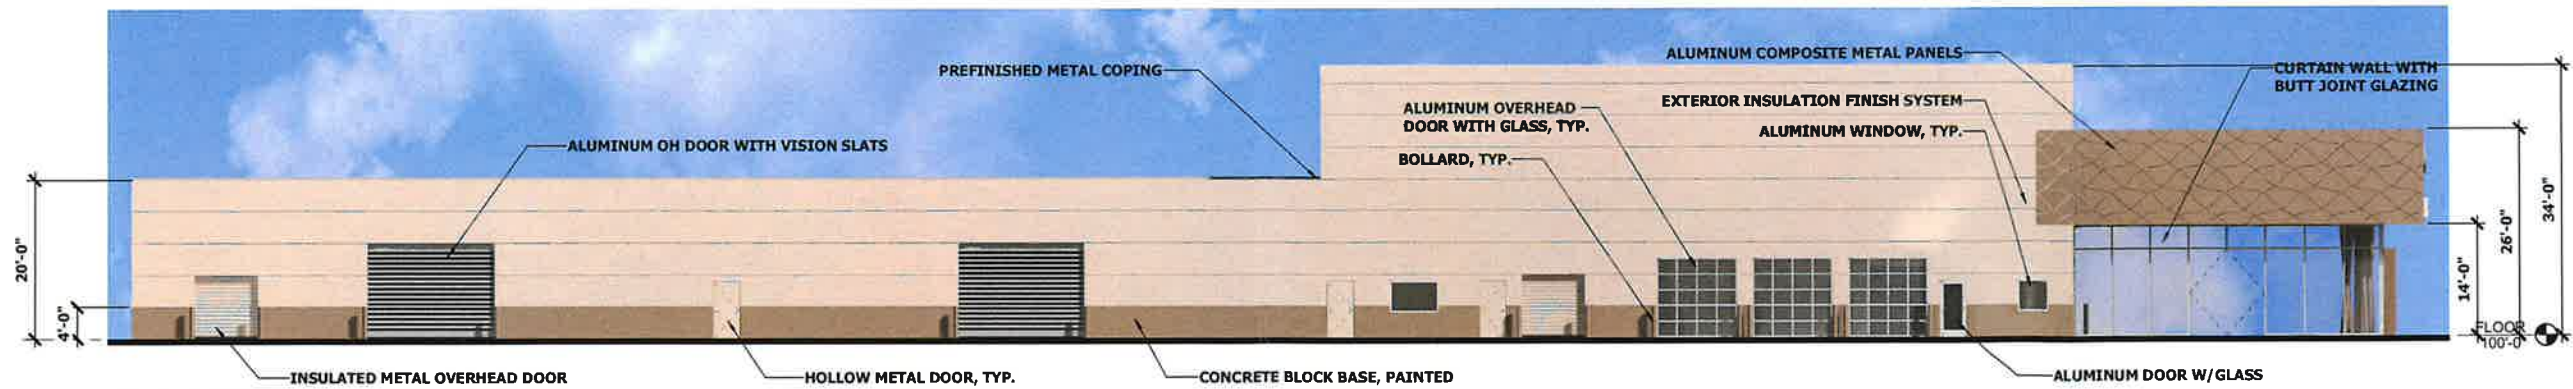 ALUMINUM COMPOSITE METAL PANELS
PREFINISHED METAL COPING
CURTAIN WALL WITH
BUTT JOINT GLAZING
ALUMINUM OVERHEAD
DOOR WITH GLASS, TYP.
EXTERIOR INSULATION FINISH SYSTEM
ALUMINUM WINDOW, TYP.
ALUMINUM OH DOOR WITH VISION SLATS
BOLLARD, TYP.
20'-0"
4'-0"
14'-0"
26'-0"
34'-0"
FLOOR
100'-0
INSULATED METAL OVERHEAD DOOR
HOLLOW METAL DOOR, TYP.
CONCRETE BLOCK BASE, PAINTED
ALUMINUM DOOR W/GLASS